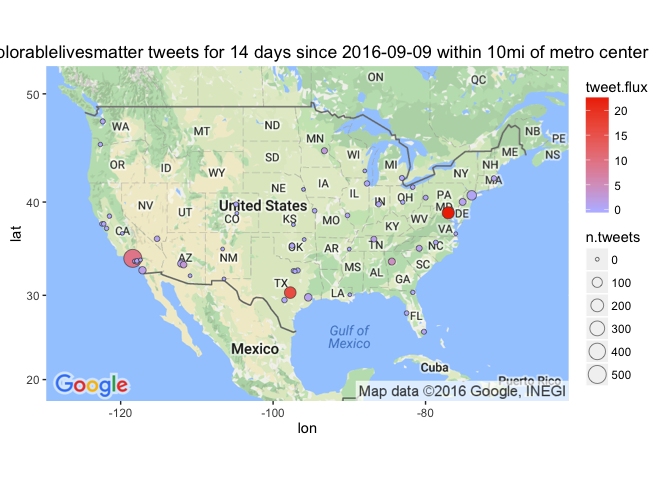 olorablelivesmatter tweets for 14 days since 2016-09-09 within 10mi of metro center
50
40
30
20
lat
-120
-100
-80
lon
ON
QC
NB
PE
NS
ME
WA
MT
ND
MN
OR
ID
WY
SD
WI
MI
NY
NH
MA
NE
IA
PA
NV
UT
United States
CO
IL
IN
OH
MD
DE
CA
KS
MO
KY
VA
AZ
NM
OK
AR
TN
NC
MS
AL
SC
GA
TX
LA
FL
Gulf of
Mexico
Mexico
Cuba
Puerto Rico
Google
Map data ©2016 Google, INEGI
tweet.flux
20
15
10
5
0
n.tweets
0
100
200
300
400
500